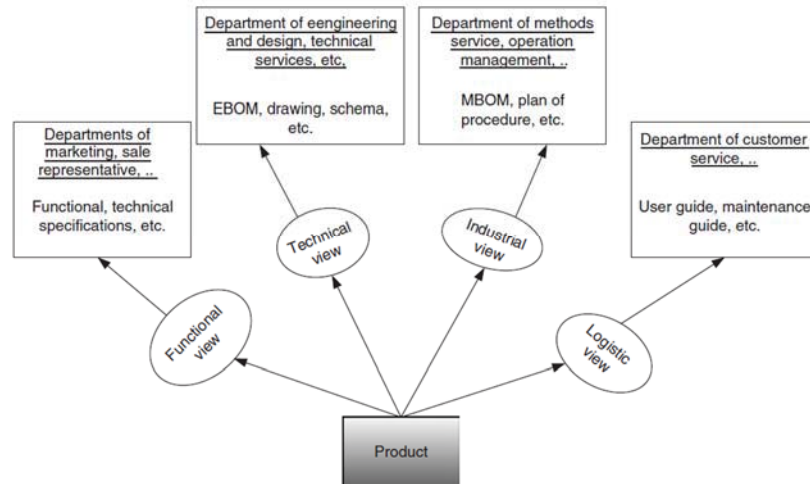 Department of eengineering
and design, technical
services, etc,
EBOM, drawing, schema,
etc.
Department of methods
service, operation
management, ..
MBOM, plan of
procedure, etc.
Departments of
marketing, sale
representative, ..
Functional, technical
specifications, etc.
Department of customer
service, ..
User guide, maintenance
guide, etc.
Technical
view
Industrial
view
Functional
view
Logistic
view
Product